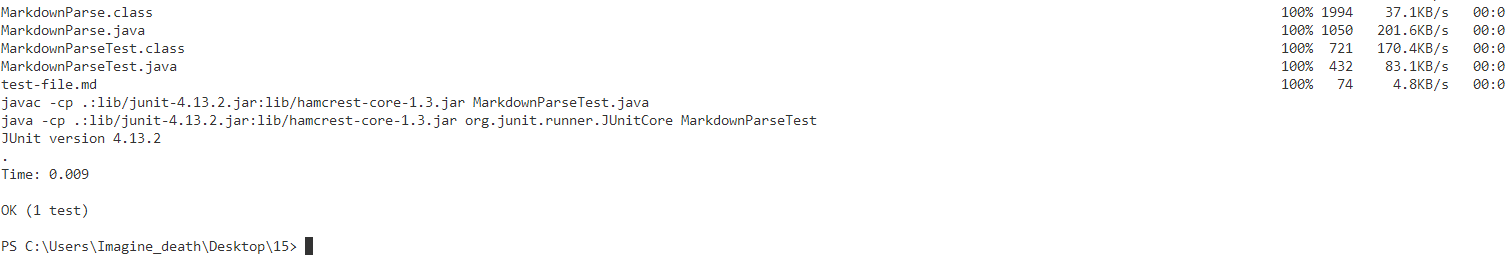 MarkdownParse.class 100% 1994 37.1KB/s 00:0
MarkdownParse.java 100% 1050 201.6KB/s 00:0
MarkdownParseTest.class 100% 721 170.4KB/s 00:0
MarkdownParseTest.java 100% 432 83.1KB/s 00:0
test-file.md 100% 74 4.8KB/s 00:0
javac -cp .:lib/junit-4.13.2.jar:lib/hamcrest-core-1.3.jar MarkdownParseTest.java
java -cp .:lib/junit-4.13.2.jar:lib/hamcrest-core-1.3.jar org.junit.runner.JUnitCore MarkdownParseTest
JUnit version 4.13.2
.
Time: 0.009
OK (1 test)
PS C:\Users\Imagine_death\Desktop\15>